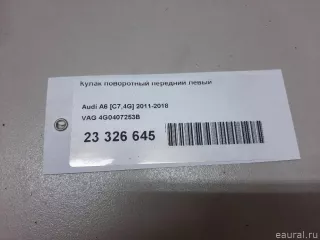 Кулак поворотный передний левый
Audi A6 [C7,4G] 2011-2018
VAG 4G0407253B
23 326 645
eaural.ru